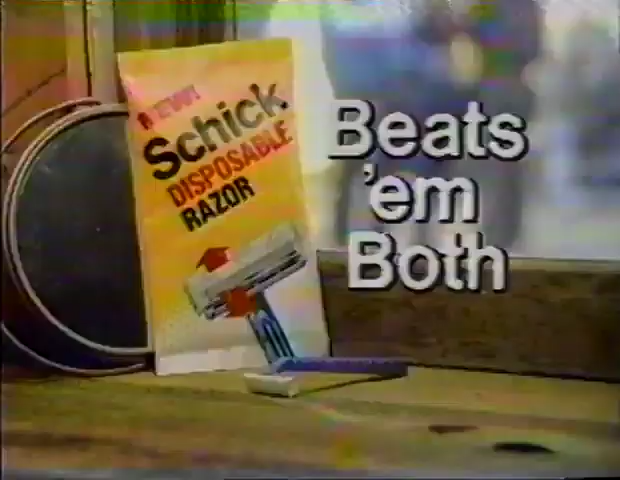 NEW!
Schick
DISPOSABLE
RAZOR
Beats
'em
Both